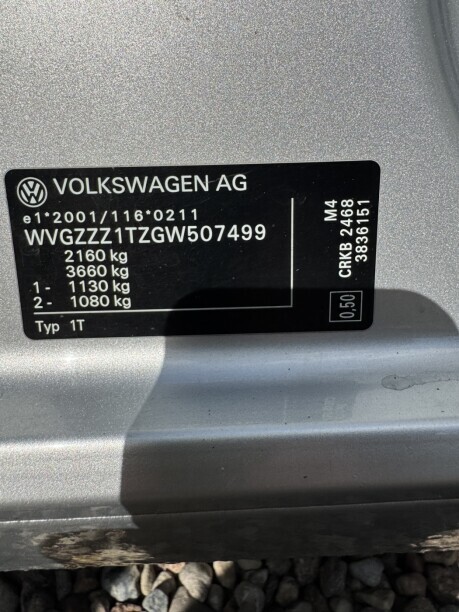 VOLKSWAGEN AG
e1*2001/116*0211
WVGZZZ1TZGW507499
2160 kg
3660 kg
1- 1130 kg
2- 1080 kg
Typ 1T
M4
CRKB 2468
3836151
0,50